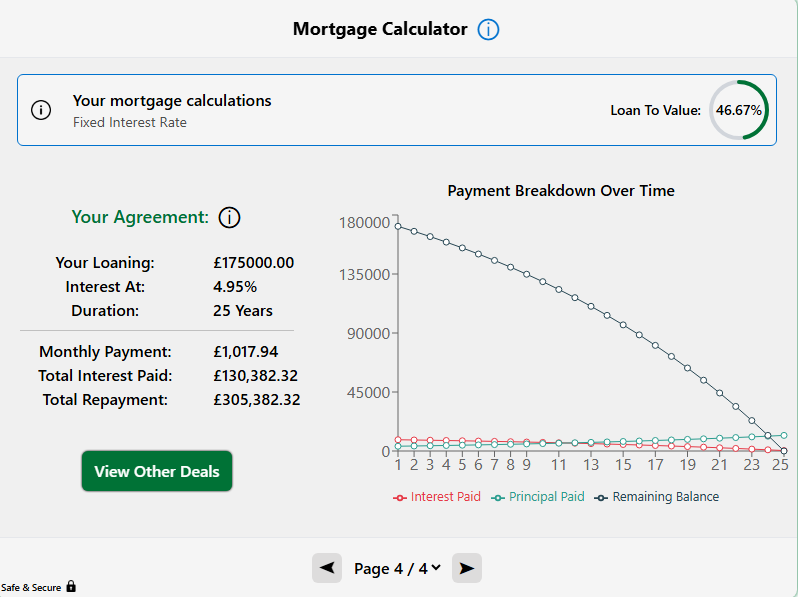 Mortgage Calculator
Your mortgage calculations
Fixed Interest Rate
Loan To Value:
46.67%
Your Agreement:
Your Loaning: £175000.00
Interest At: 4.95%
Duration: 25 Years
Monthly Payment: £1,017.94
Total Interest Paid: £130,382.32
Total Repayment: £305,382.32
View Other Deals
Payment Breakdown Over Time
180000
135000
90000
45000
0
1 2 3 4 5 6 7 8 9 11 13 15 17 19 21 23 25
Interest Paid Principal Paid Remaining Balance
Page 4 / 4
Safe & Secure